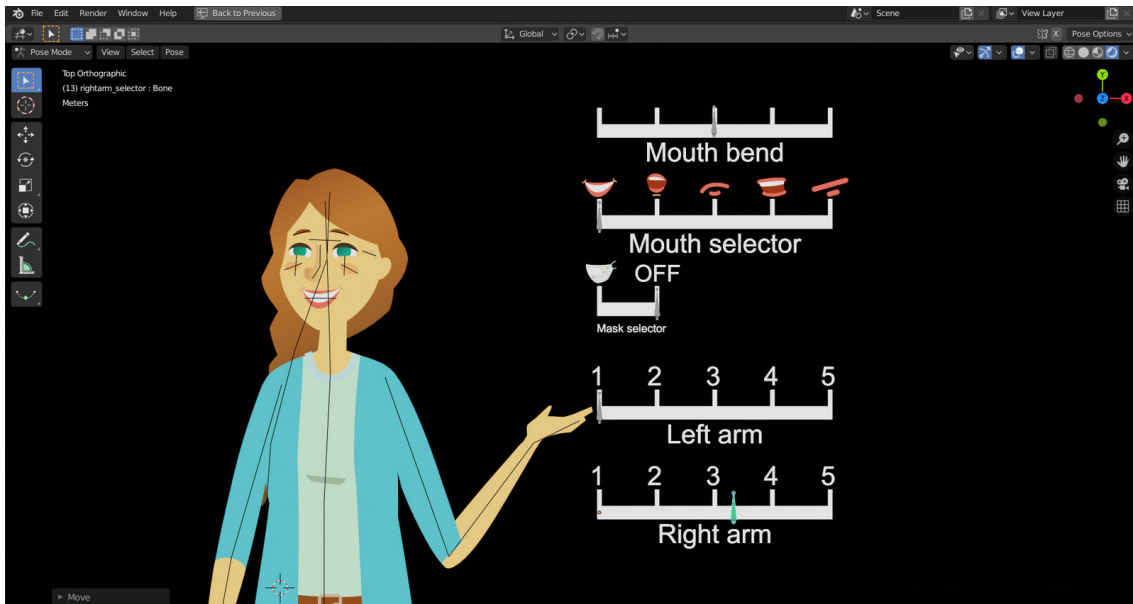 File Edit Render Window Help Back to Previous Scene View Layer
Global Pose Options
Pose Mode View Select Pose
Top Orthographic
(13) rightarm_selector : Bone
Meters
Y
Z X
Mouth bend
Mouth selector
OFF
Mask selector
1 2 3 4 5
Left arm
1 2 3 4 5
Right arm
Move